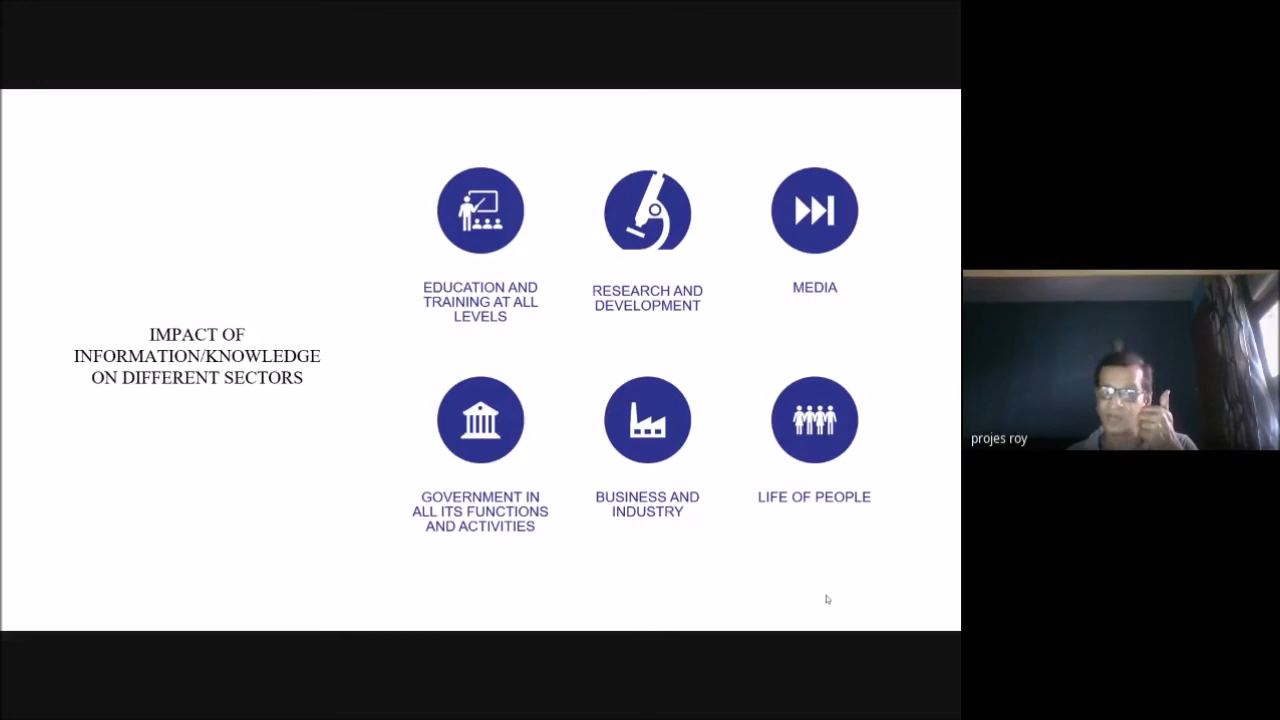 IMPACT OF
INFORMATION/KNOWLEDGE
ON DIFFERENT SECTORS
EDUCATION AND
TRAINING AT ALL
LEVELS
RESEARCH AND
DEVELOPMENT
MEDIA
GOVERNMENT IN
ALL ITS FUNCTIONS
AND ACTIVITIES
BUSINESS AND
INDUSTRY
LIFE OF PEOPLE
projes roy